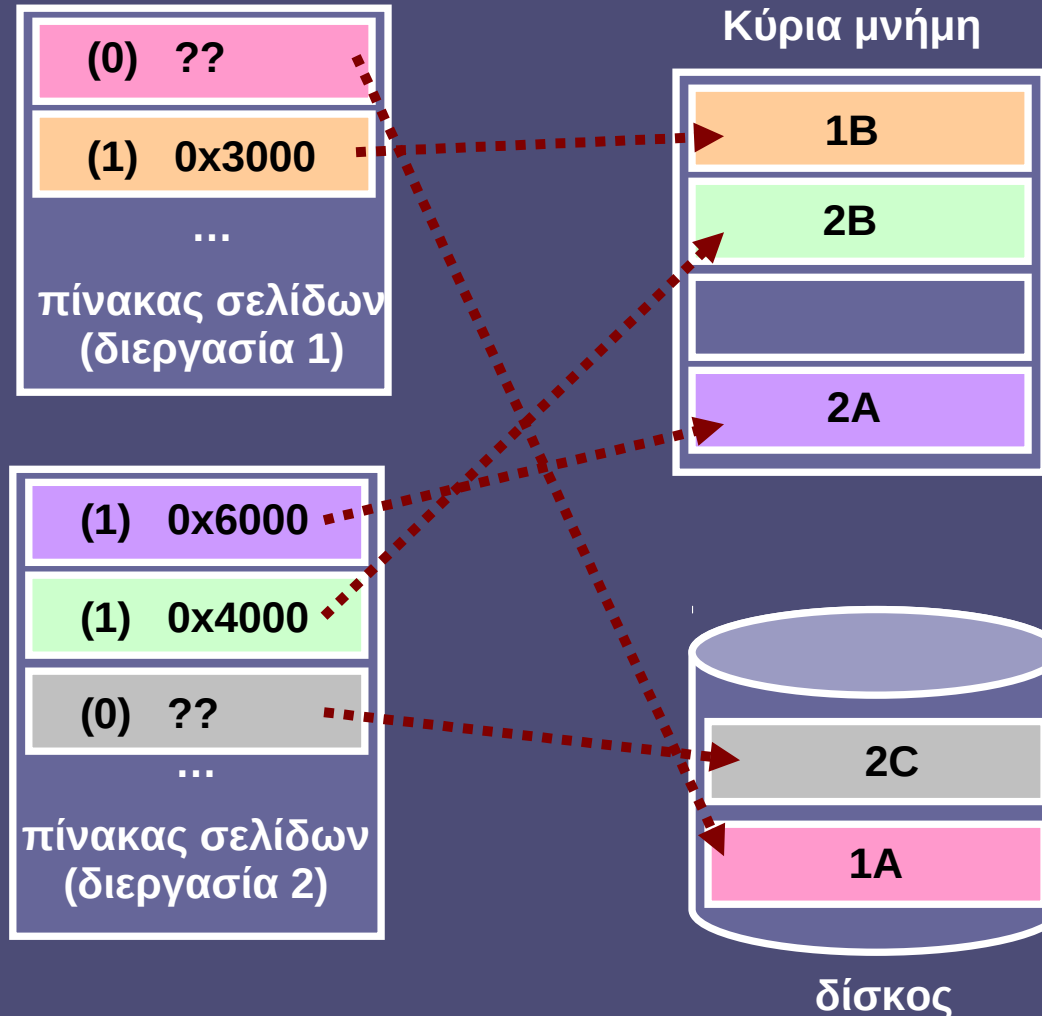 (0) ??
(1) 0x3000
...
πίνακας σελίδων
(διεργασία 1)
(1) 0x6000
(1) 0x4000
(0) ??
...
πίνακας σελίδων
(διεργασία 2)
Κύρια μνήμη
1B
2B
2A
2C
1A
δίσκος